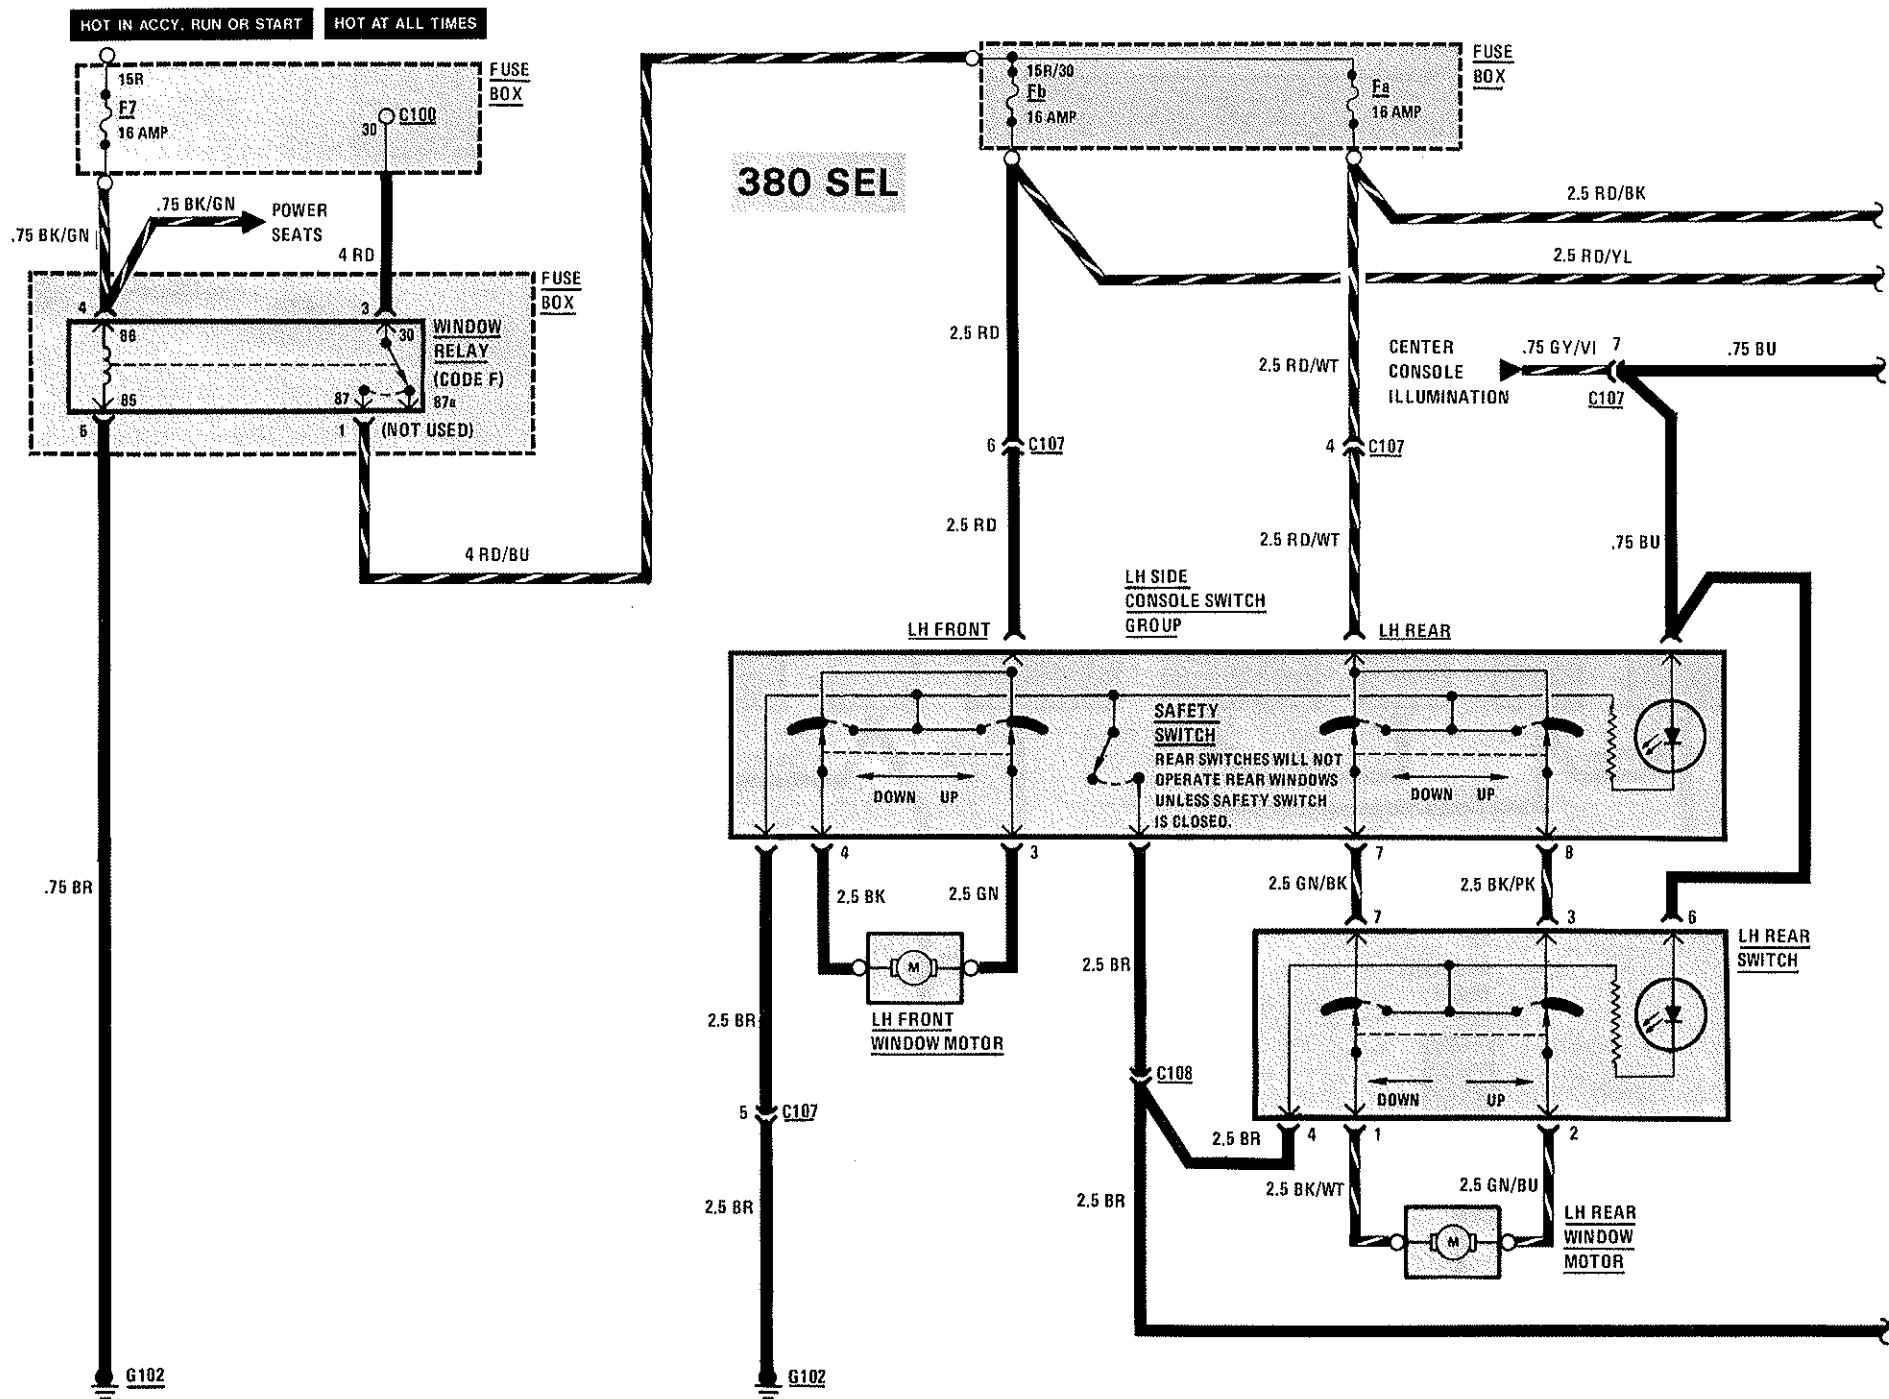 HOT IN ACCY, RUN OR START
HOT AT ALL TIMES
15R
F7
16 AMP
30
C100
FUSE
BOX
15R/30
Fb
16 AMP
Fa
16 AMP
FUSE
BOX
380 SEL
.75 BK/GN
.75 BK/GN
POWER
SEATS
4 RD
2.5 RD/BK
2.5 RD/YL
FUSE
BOX
4
3
86
30
85
87
87a
WINDOW
RELAY
(CODE F)
1
(NOT USED)
2.5 RD
2.5 RD/WT
CENTER
CONSOLE
ILLUMINATION
.75 GY/VI
7
C107
.75 BU
6
C107
4
C107
4 RD/BU
2.5 RD
2.5 RD/WT
.75 BU
LH SIDE
CONSOLE SWITCH
GROUP
LH FRONT
LH REAR
DOWN
UP
SAFETY
SWITCH
REAR SWITCHES WILL NOT
OPERATE REAR WINDOWS
UNLESS SAFETY SWITCH
IS CLOSED.
DOWN
UP
4
3
7
8
.75 BR
2.5 BK
2.5 GN
2.5 GN/BK
2.5 BK/PK
7
3
6
M
LH FRONT
WINDOW MOTOR
2.5 BR
2.5 BR
LH REAR
SWITCH
C108
DOWN
UP
5
C107
2.5 BR
4
1
2
2.5 BR
2.5 BR
2.5 BK/WT
2.5 GN/BU
M
LH REAR
WINDOW
MOTOR
G102
G102